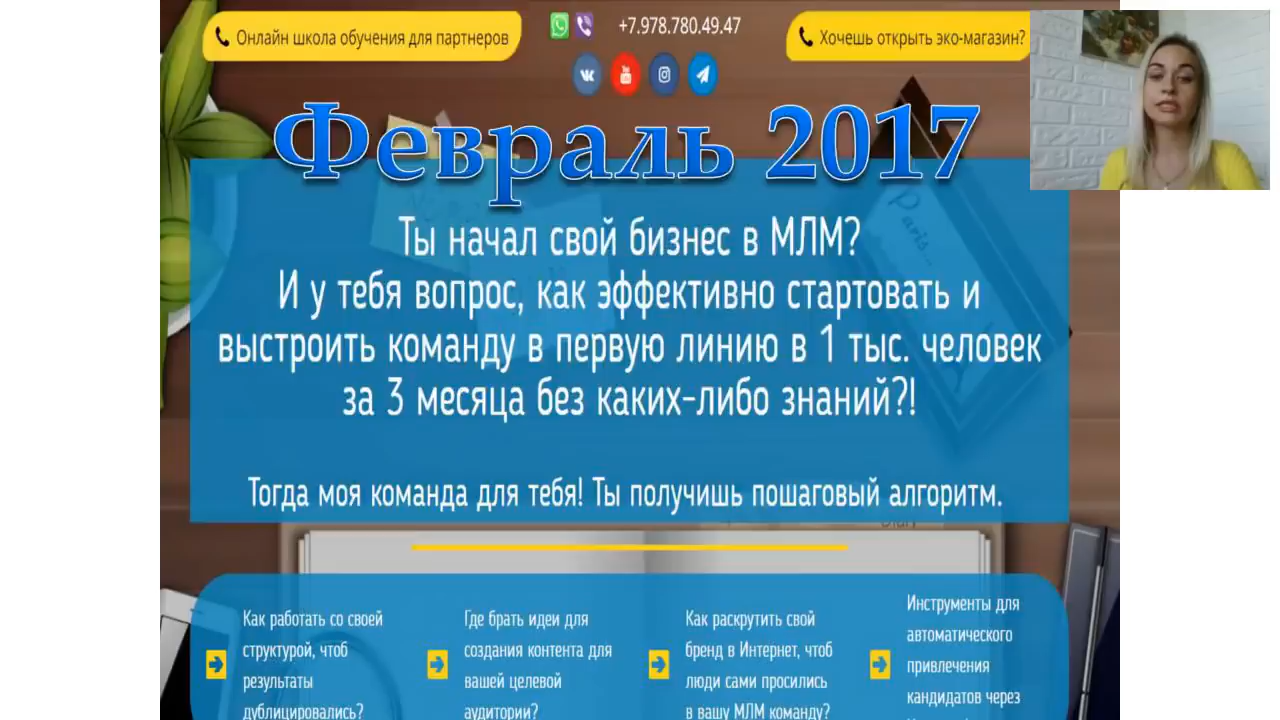 Онлайн школа обучения для партнеров
+7.978.780.49.47
Хочешь открыть эко-магазин?
Февраль 2017
Paris...
Ты начал свой бизнес в МЛМ?
И у тебя вопрос, как эффективно стартовать и
выстроить команду в первую линию в 1 тыс. человек
за 3 месяца без каких-либо знаний?!
Тогда моя команда для тебя! Ты получишь пошаговый алгоритм.
Как работать со своей
структурой, чтоб
результаты
дублицировались?
Где брать идеи для
создания контента для
вашей целевой
аудитории?
Как раскрутить свой
бренд в Интернет, чтоб
люди сами просились
в вашу МЛМ команду?
Инструменты для
автоматического
привлечения
кандидатов через